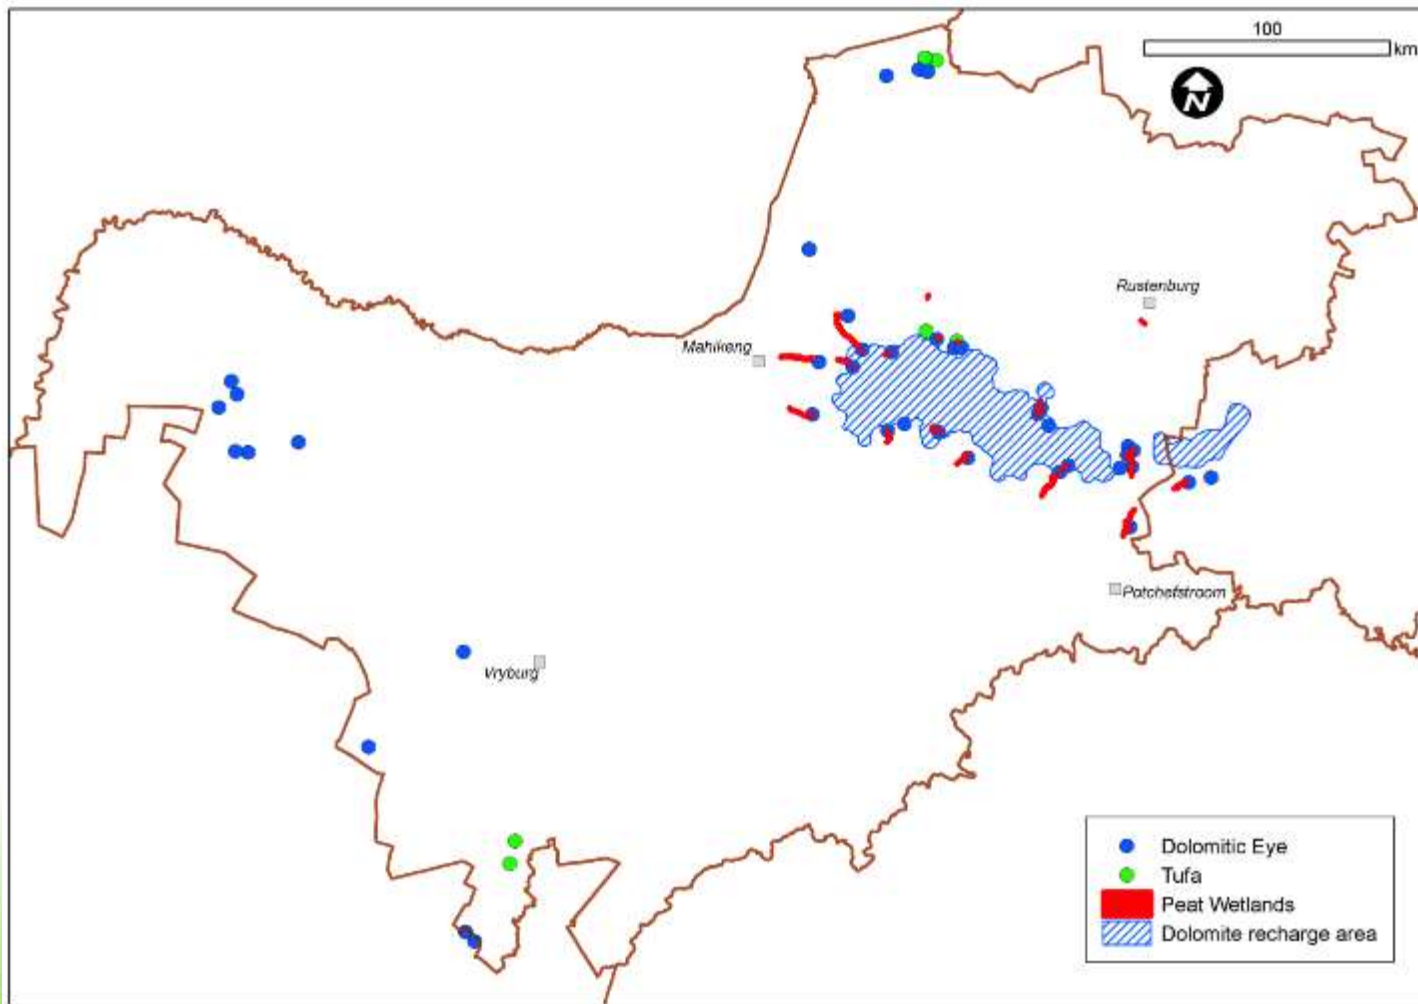 100
km
N
Rustenburg
Mahikeng
Potchefstroom
Vryburg
Dolomitic Eye
Tufa
Peat Wetlands
Dolomite recharge area